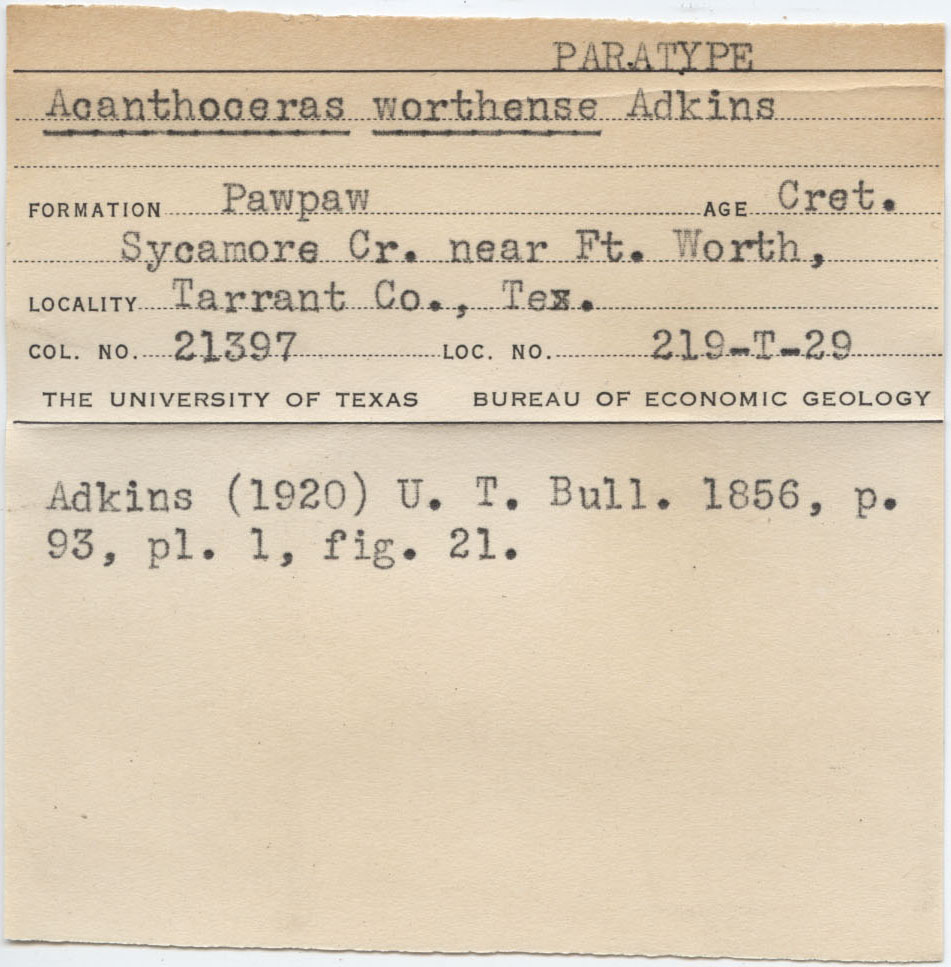 PARATYPE
Acanthoceras worthense Adkins
FORMATION Pawpaw AGE Cret.
Sycamore Cr. near Ft. Worth,
LOCALITY Tarrant Co., Tex.
COL. NO. 21397 LOC. NO. 219-T-29
THE UNIVERSITY OF TEXAS BUREAU OF ECONOMIC GEOLOGY
Adkins (1920) U. T. Bull. 1856, p.
93, pl. 1, fig. 21.